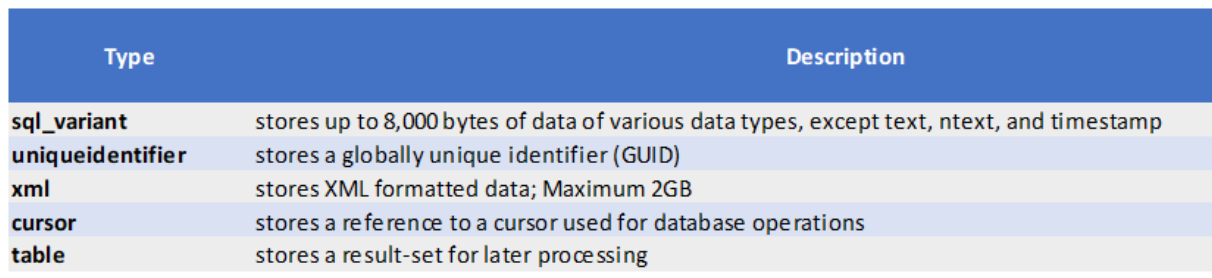 Type Description
sql_variant stores up to 8,000 bytes of data of various data types, except text, ntext, and timestamp
uniqueidentifier stores a globally unique identifier (GUID)
xml stores XML formatted data; Maximum 2GB
cursor stores a reference to a cursor used for database operations
table stores a result-set for later processing